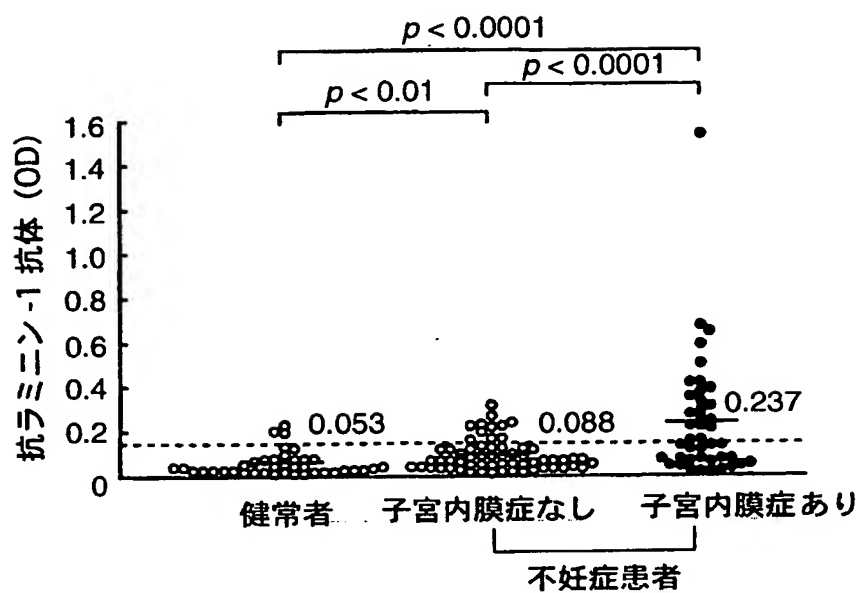 p < 0.0001
p < 0.0001
p < 0.01
抗ラミニン-1 抗体 (OD)
1.6
1.4
1.2
1.0
0.8
0.6
0.4
0.2
0
0.053
0.088
0.237
健常者
子宮内膜症なし
子宮内膜症あり
不妊症患者